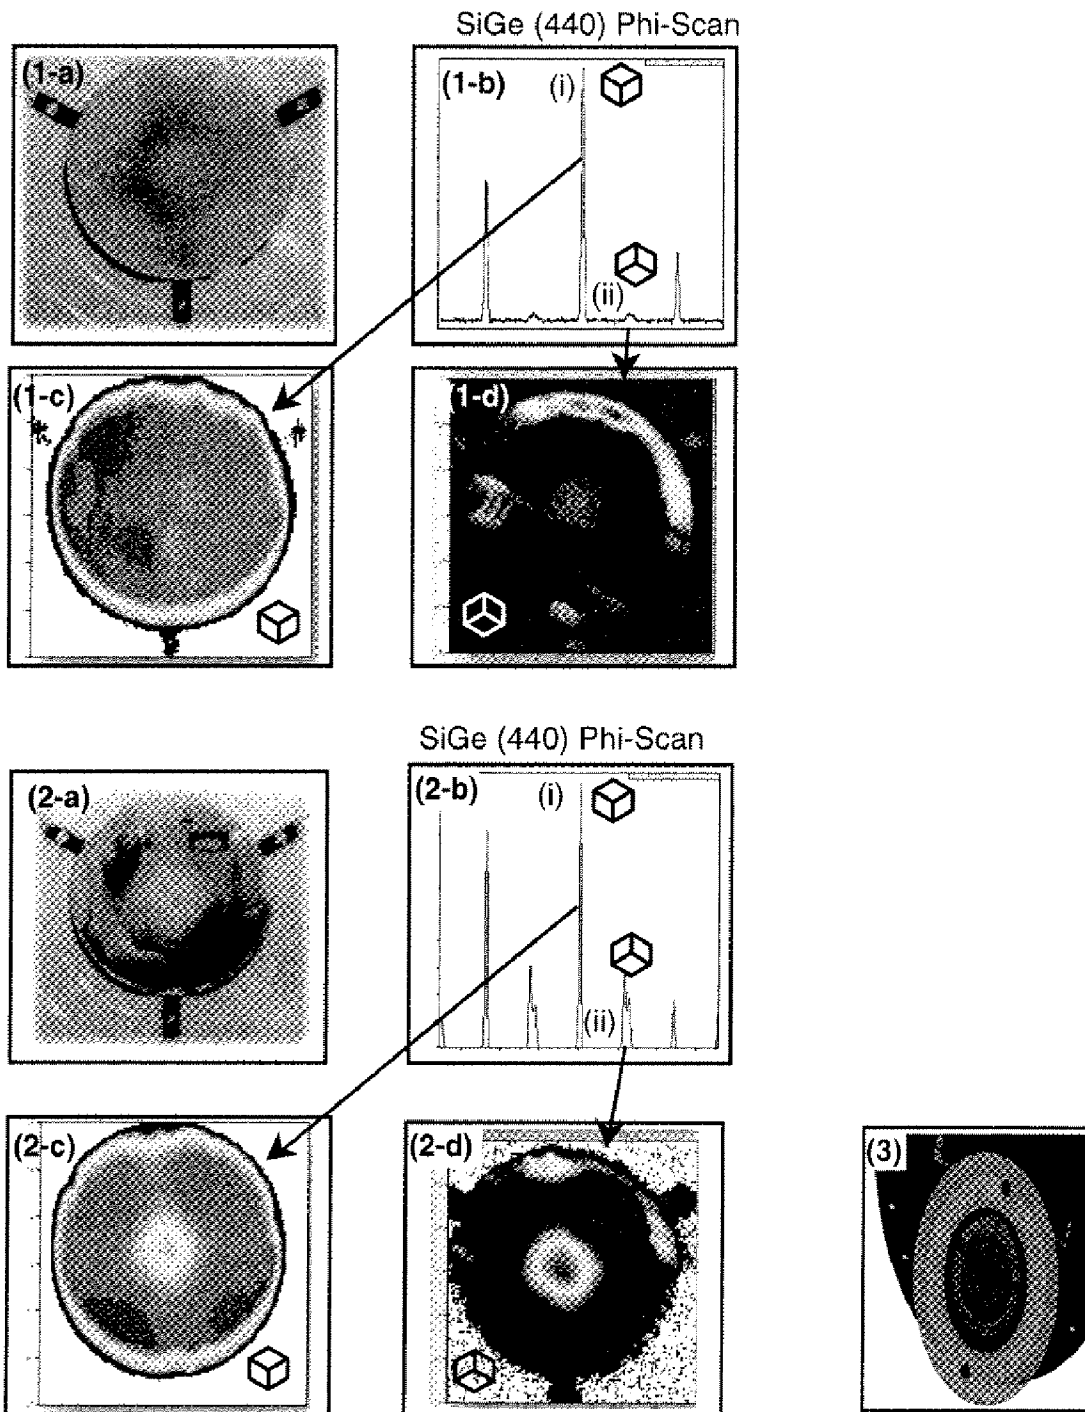 SiGe (440) Phi-Scan
(1-a)
(1-b)
(i)
(ii)
(1-c)
(1-d)
SiGe (440) Phi-Scan
(2-a)
(2-b)
(i)
(ii)
(2-c)
(2-d)
(3)